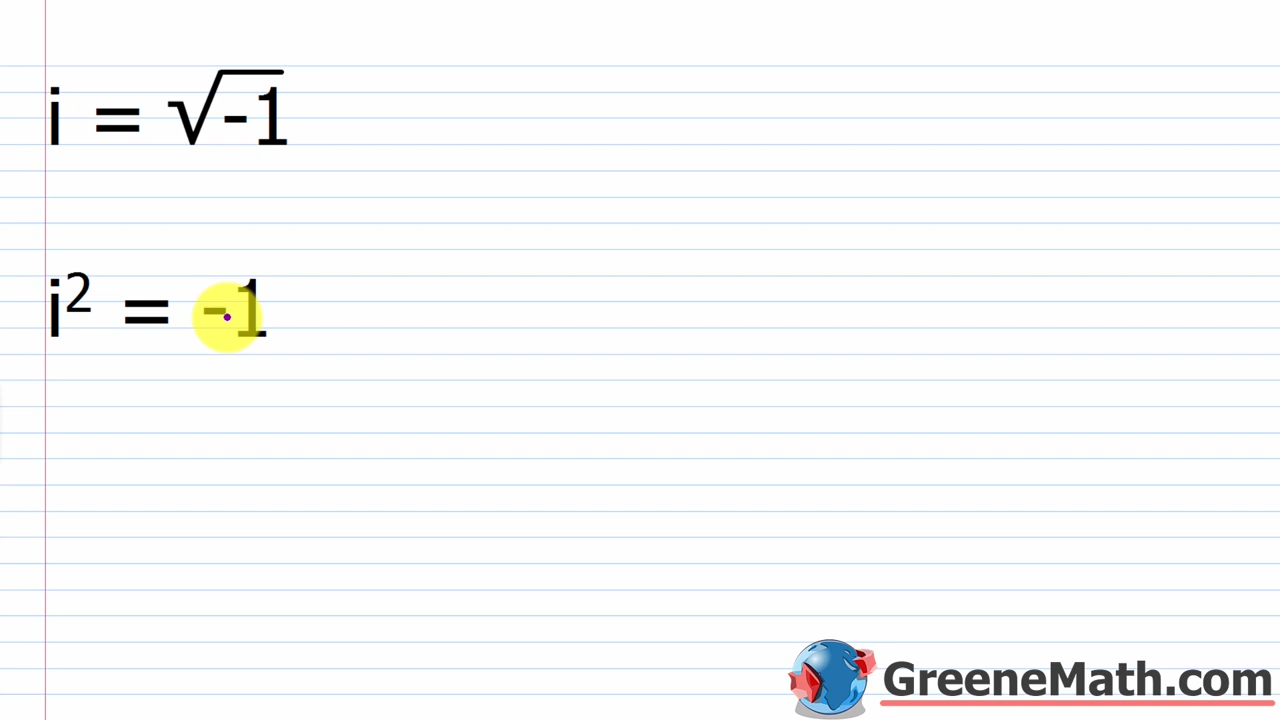 i = √-1
i² = -1
GreeneMath.com